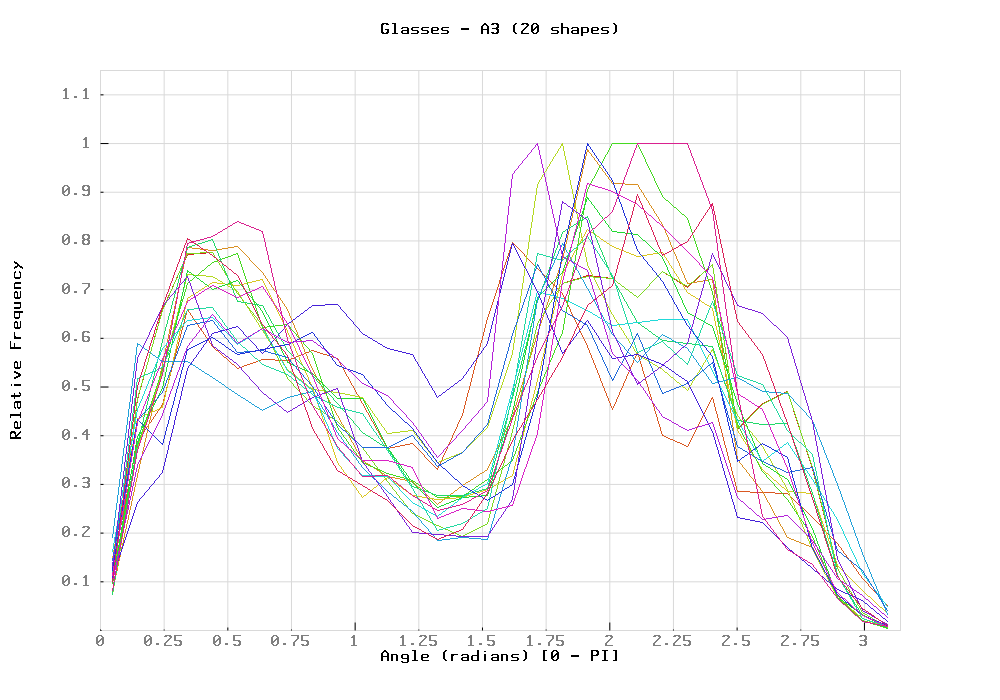 Glasses - A3 (20 shapes)
1.1
1
0.9
0.8
0.7
0.6
0.5
0.4
0.3
0.2
0.1
Relative Frequency
0 0.25 0.5 0.75 1 1.25 1.5 1.75 2 2.25 2.5 2.75 3
Angle (radians) [0 - PI]